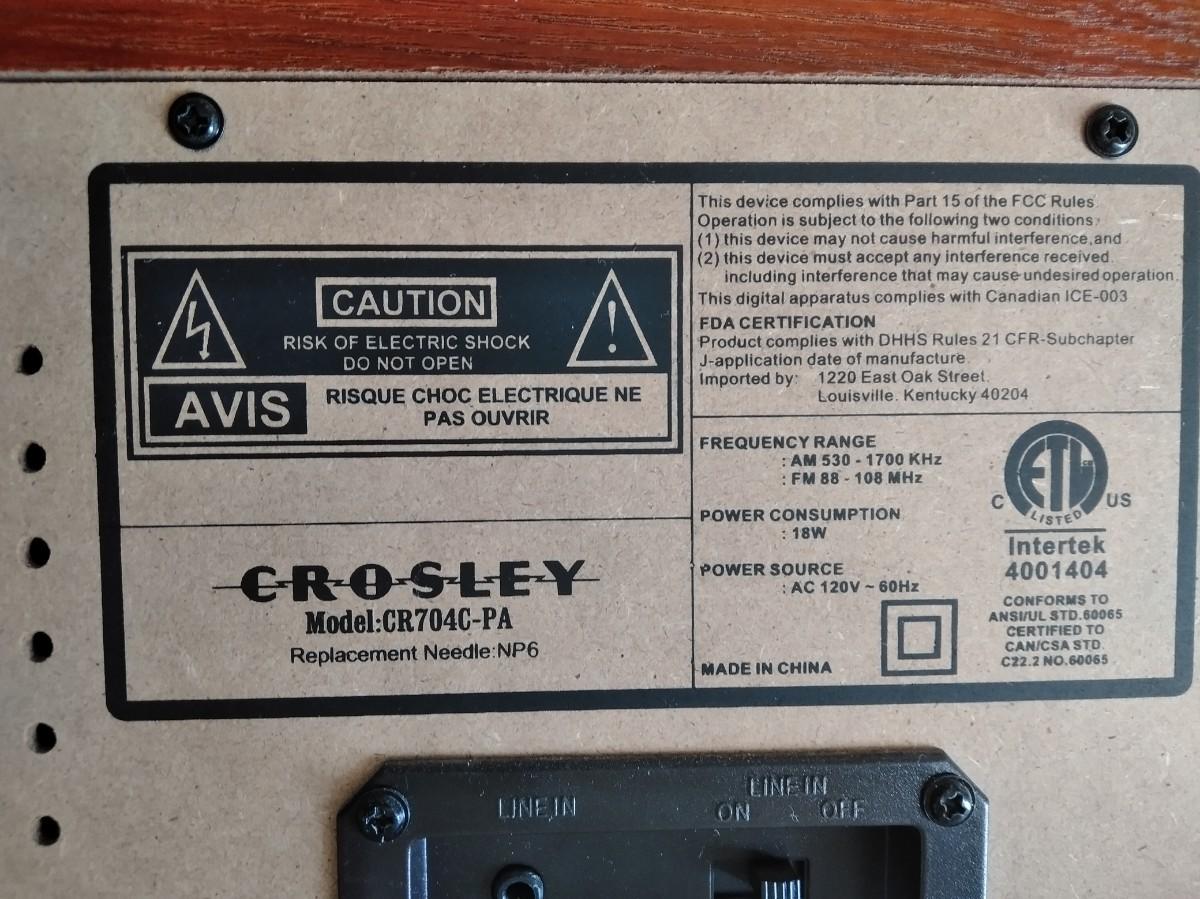 CAUTION
RISK OF ELECTRIC SHOCK
DO NOT OPEN
AVIS
RISQUE CHOC ELECTRIQUE NE
PAS OUVRIR
CROSLEY
Model:CR704C-PA
Replacement Needle:NP6
This device complies with Part 15 of the FCC Rules
Operation is subject to the following two conditions:
(1) this device may not cause harmful interference,and
(2) this device must accept any interference received.
including interference that may cause undesired operation.
This digital apparatus complies with Canadian ICE-003
FDA CERTIFICATION
Product complies with DHHS Rules 21 CFR-Subchapter
J-application date of manufacture.
Imported by: 1220 East Oak Street.
Louisville. Kentucky 40204
FREQUENCY RANGE
: AM 530 - 1700 KHz
: FM 88 - 108 MHz
POWER CONSUMPTION
: 18W
POWER SOURCE
: AC 120V ~ 60Hz
MADE IN CHINA
ETL
C US
LISTED
Intertek
4001404
CONFORMS TO
ANSI/UL STD.60065
CERTIFIED TO
CAN/CSA STD.
C22.2 NO.60065
LINE IN
LINE IN
ON OFF